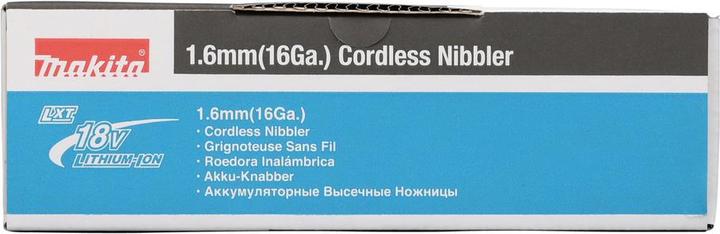 Makita®
1.6mm(16Ga.) Cordless Nibbler
LXT
18V
LITHIUM-ION
1.6mm(16Ga.)
· Cordless Nibbler
· Grignoteuse Sans Fil
· Roedora Inalámbrica
· Akku-Knabber
· Аккумуляторные Высечные Ножницы